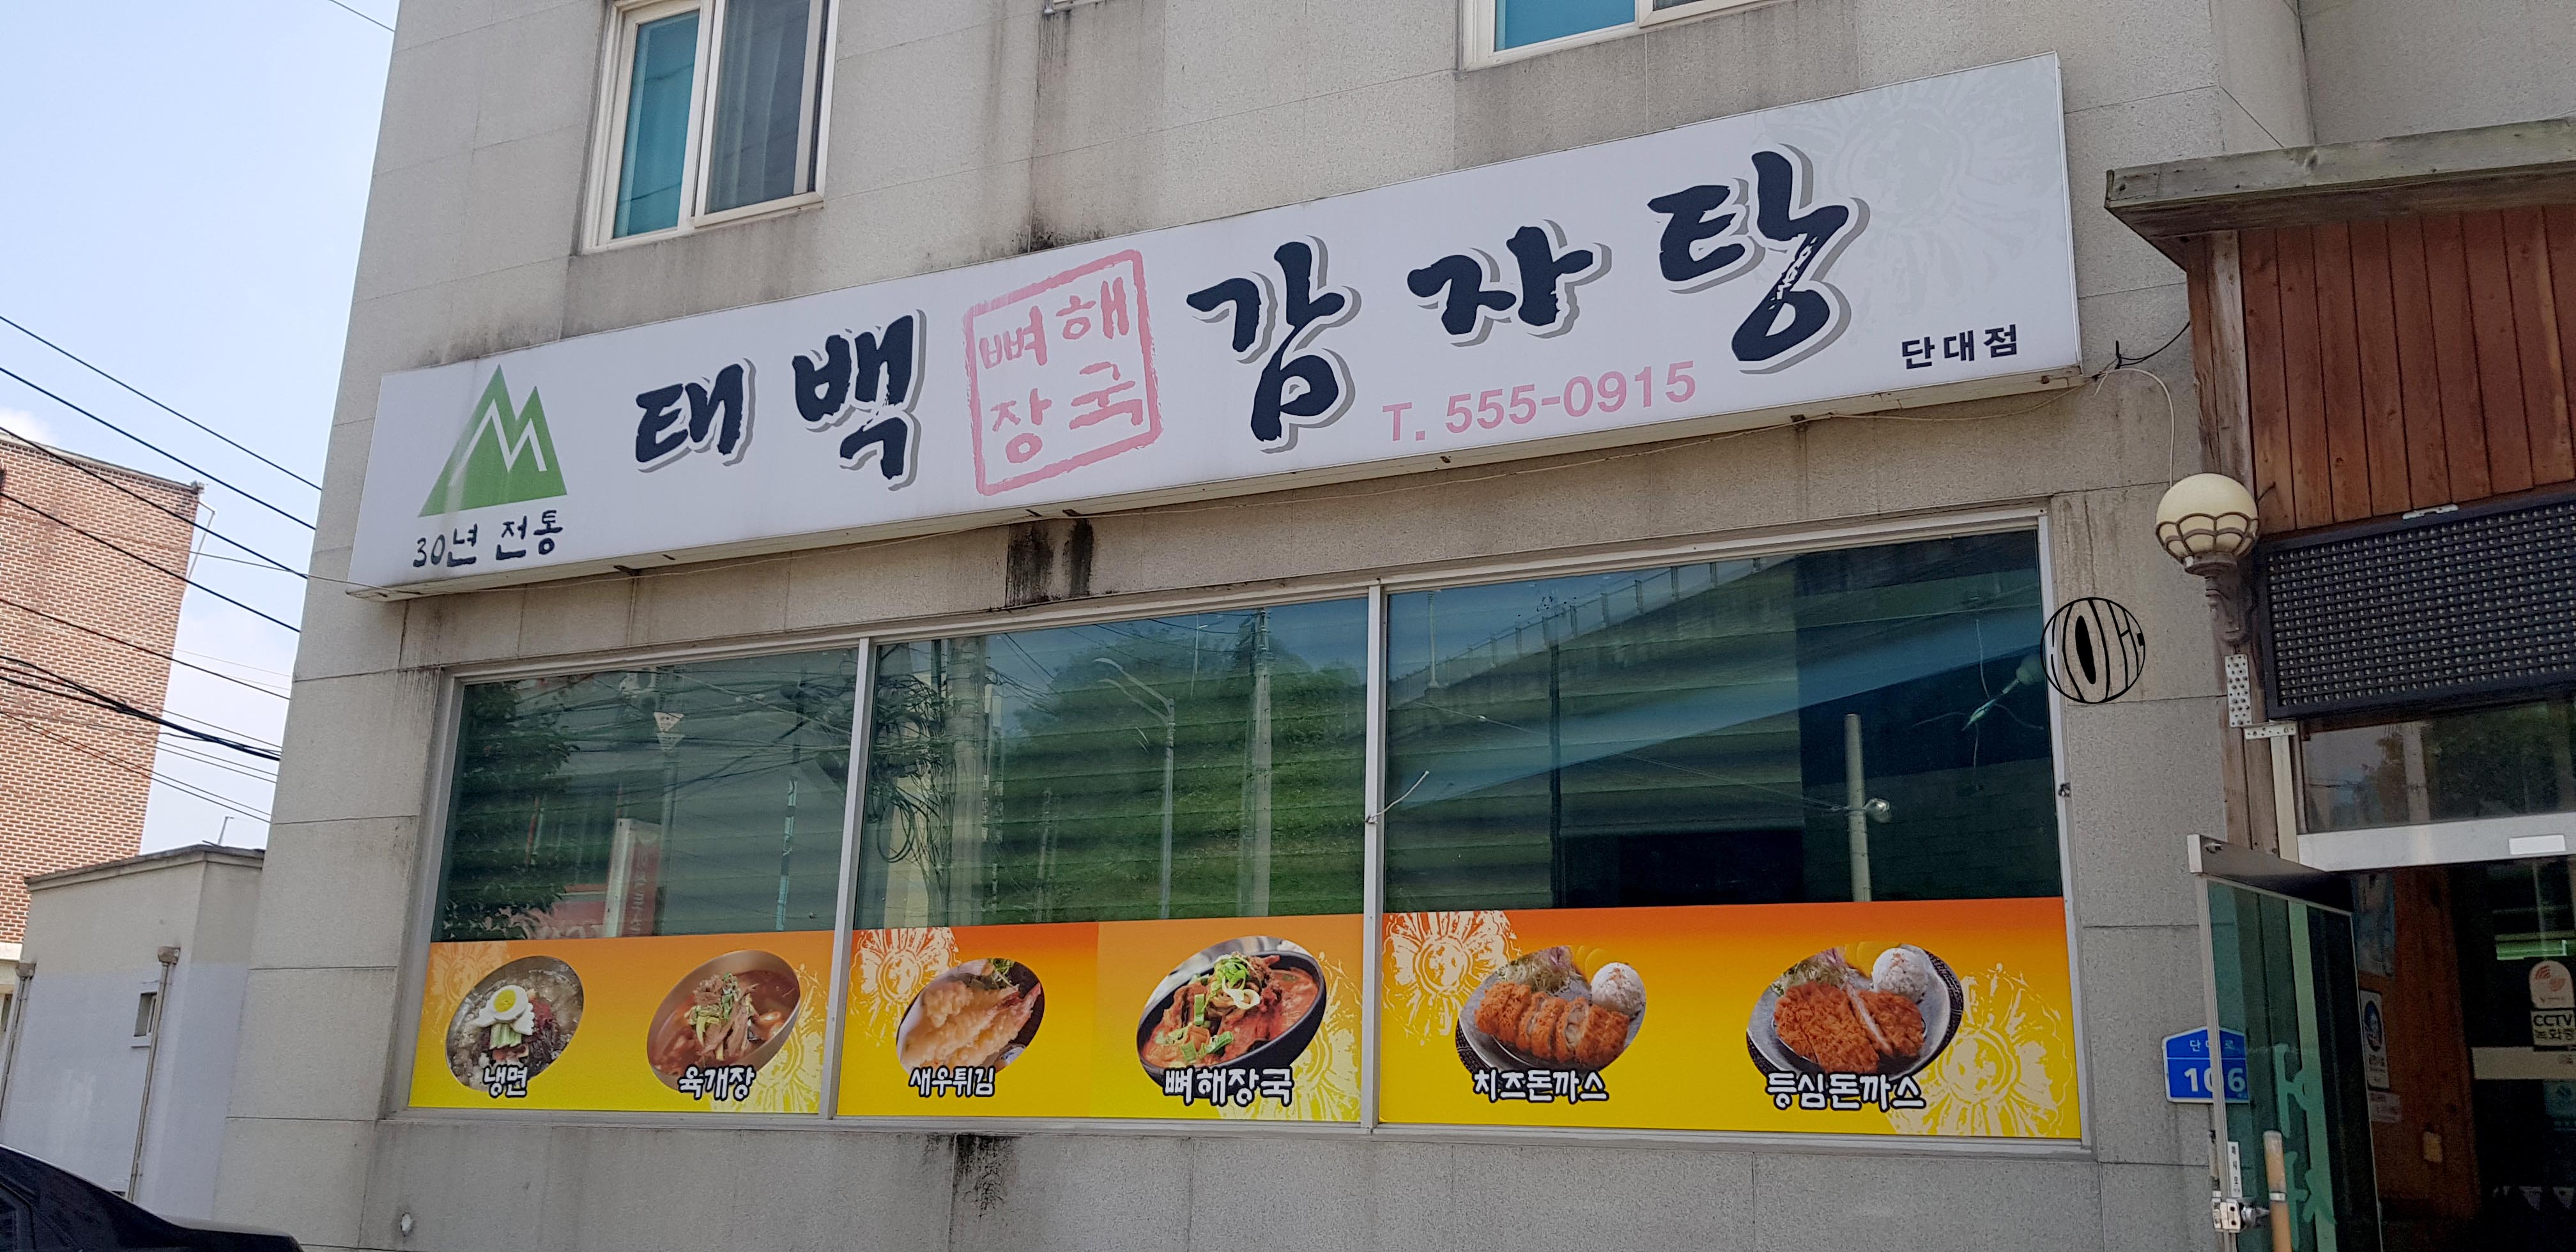 태백
뼈해
장국
감자탕
T. 555-0915
단대점
30년 전통
냉면
육개장
새우튀김
뼈해장국
치즈돈까스
등심돈까스
106
CCTV